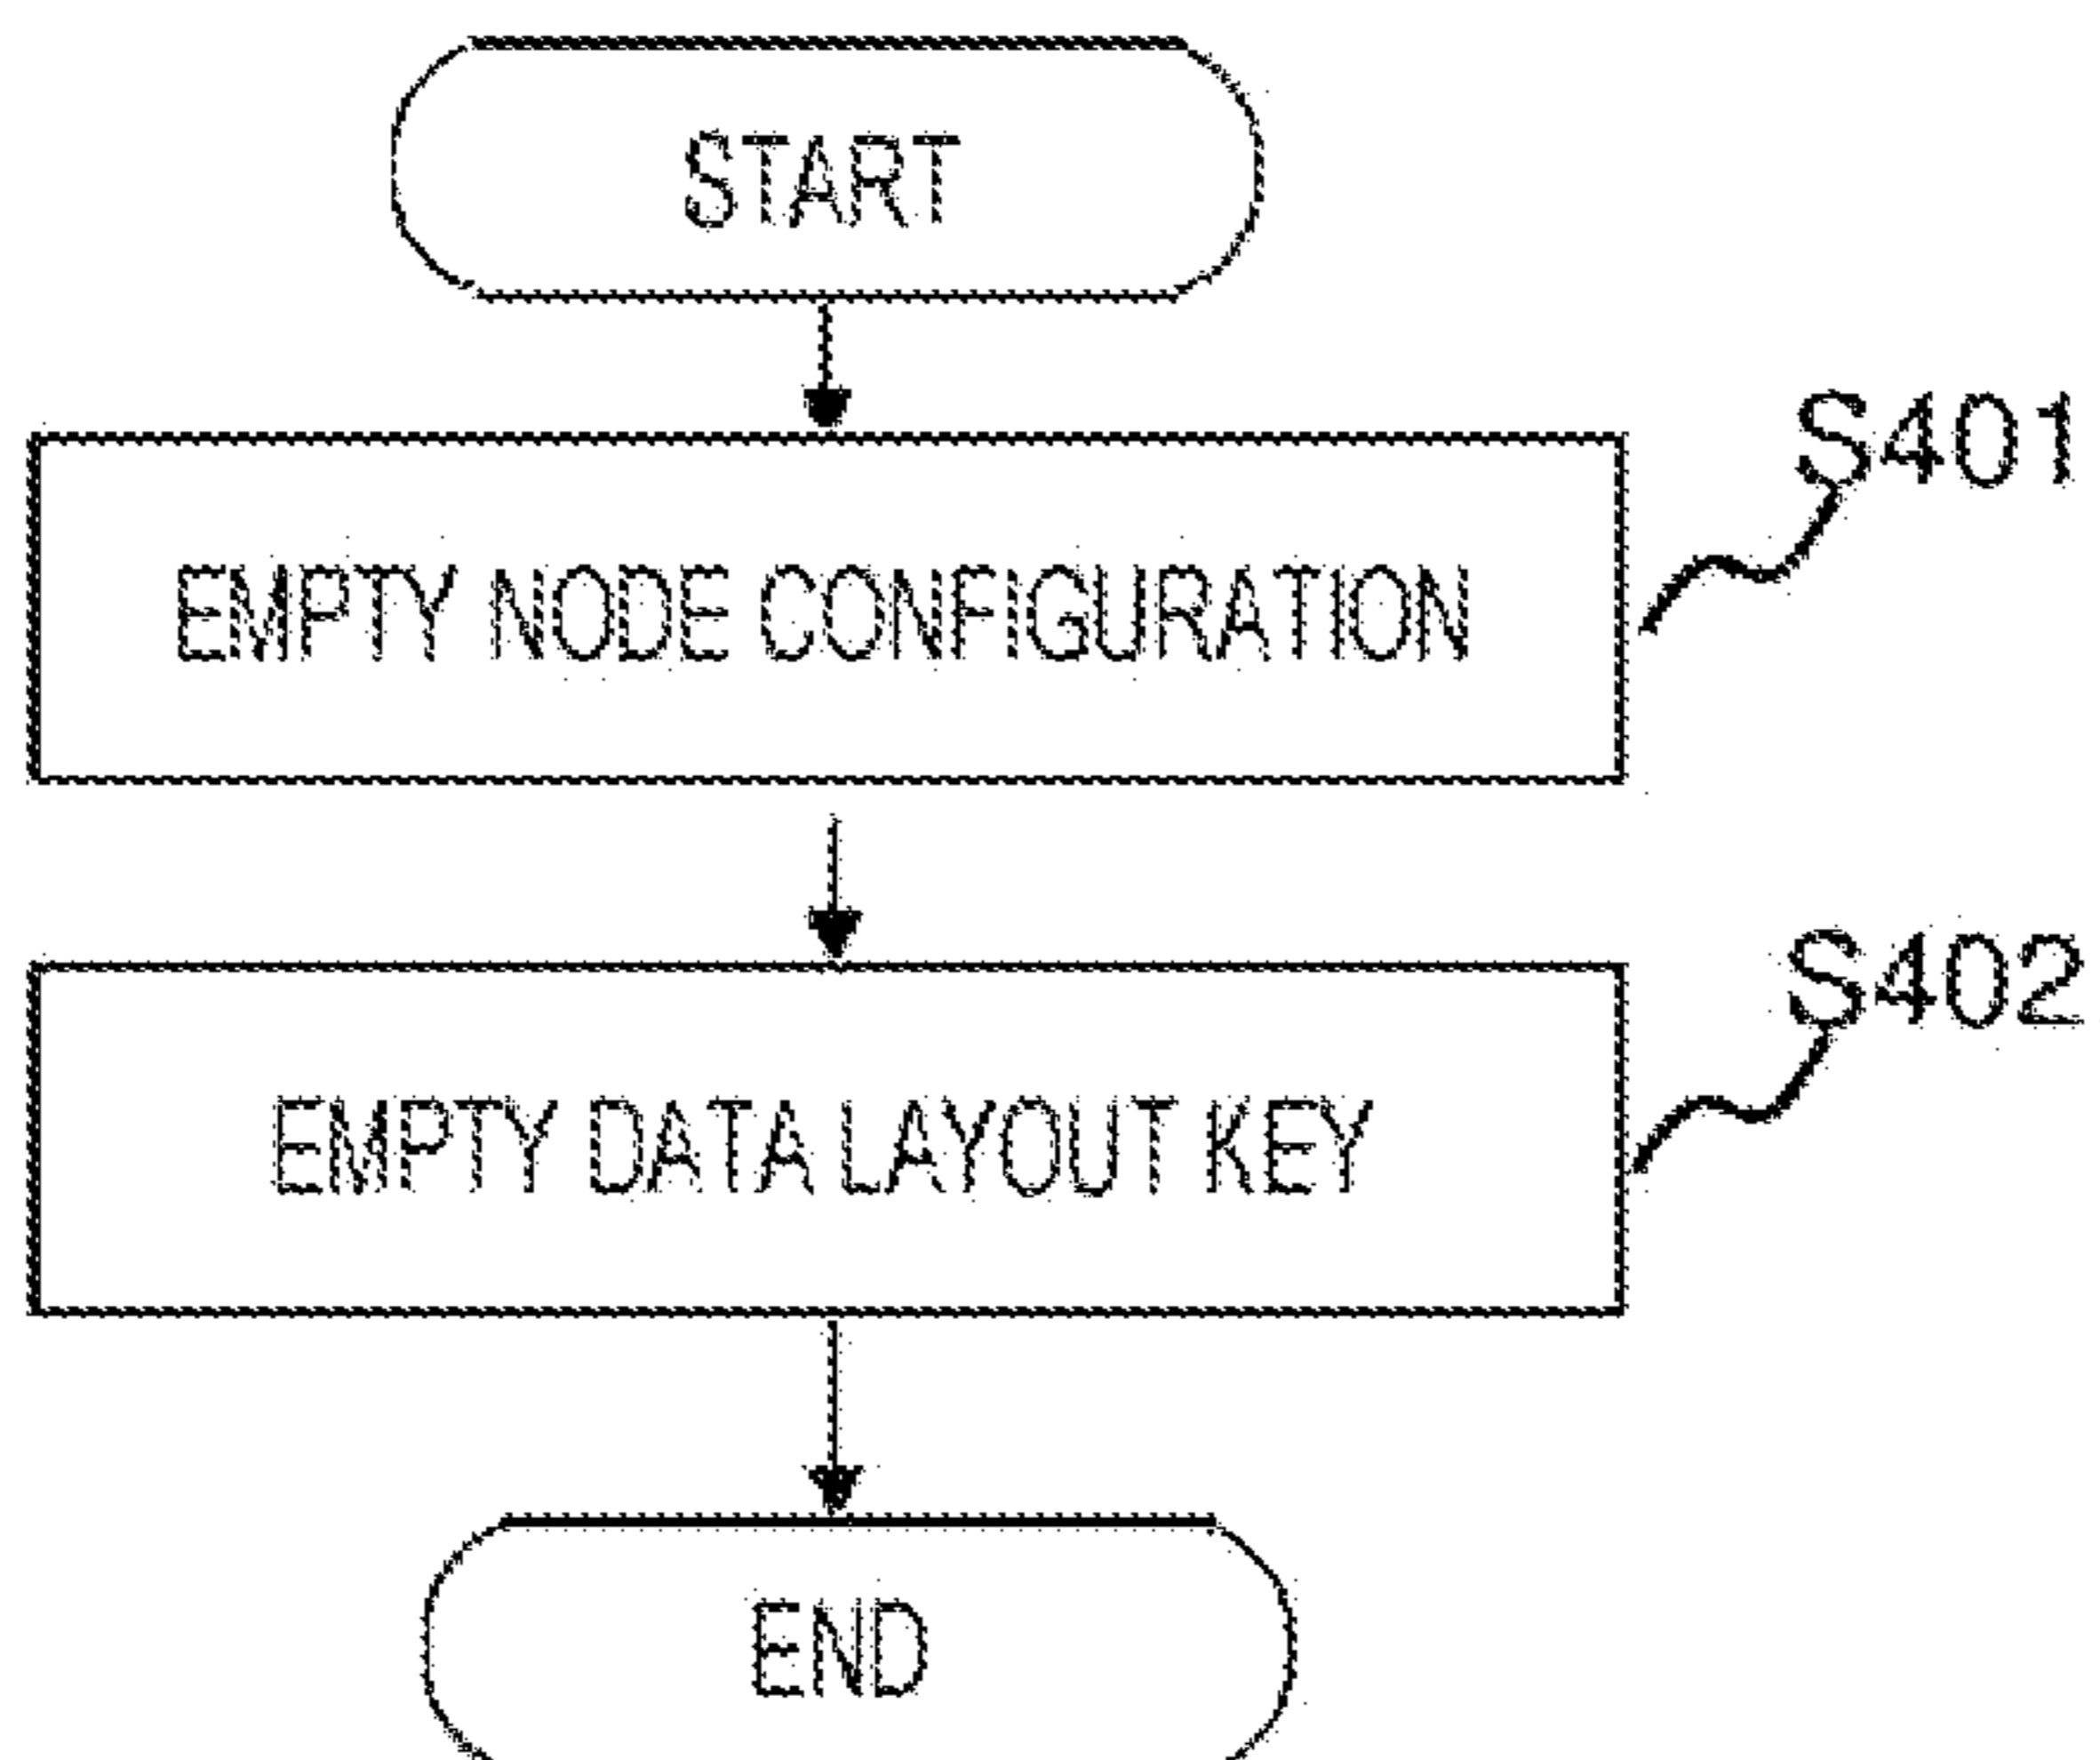 START
S401
EMPTY NODE CONFIGURATION
S402
EMPTY DATA LAYOUT KEY
END